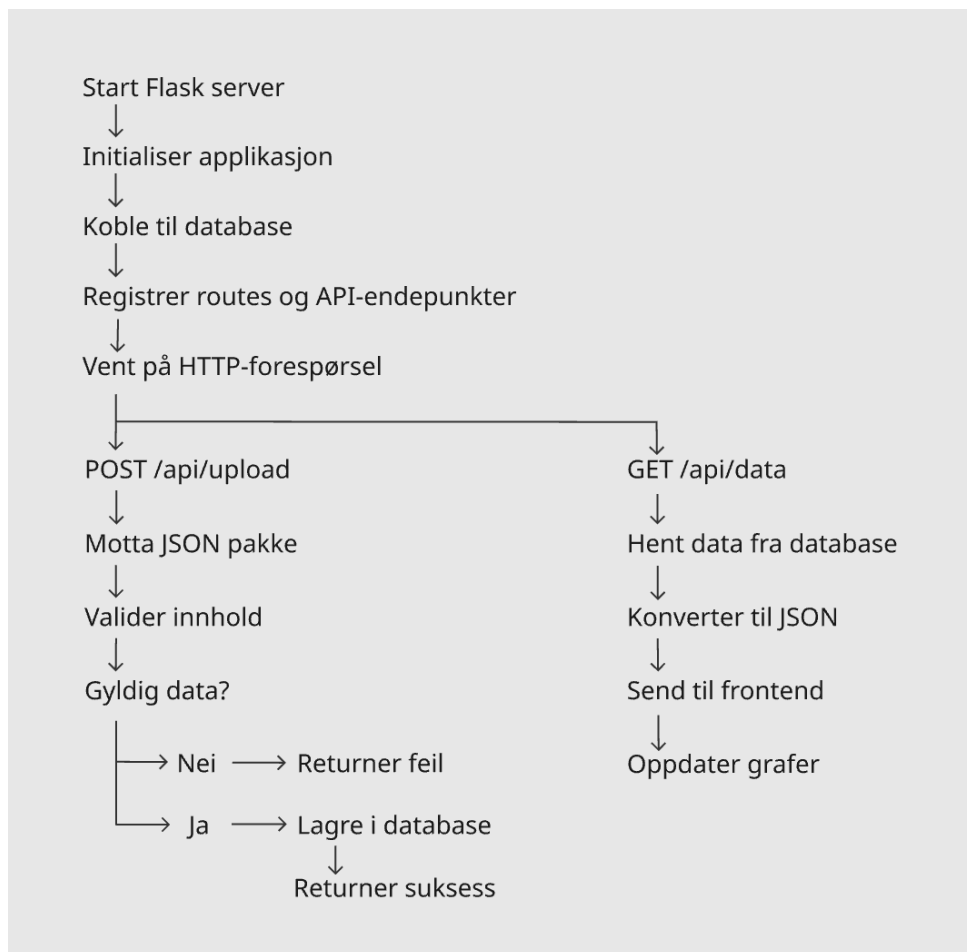 Start Flask server
Initialiser applikasjon
Koble til database
Registrer routes og API-endepunkter
Vent på HTTP-forespørsel
POST /api/upload
Motta JSON pakke
Valider innhold
Gyldig data?
Nei
Returner feil
Ja
Lagre i database
Returner suksess
GET /api/data
Hent data fra database
Konverter til JSON
Send til frontend
Oppdater grafer